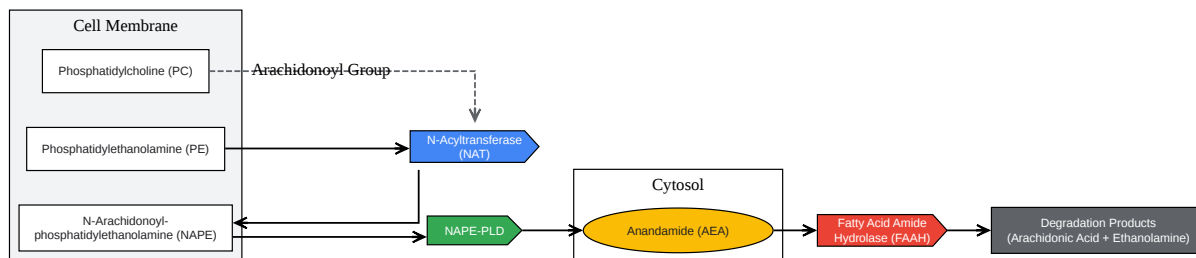 Cell Membrane
Phosphatidylcholine (PC)
Arachidonoyl Group
Phosphatidylethanolamine (PE)
N-Acyltransferase
(NAT)
N-Arachidonoyl-
phosphatidylethanolamine (NAPE)
NAPE-PLD
Cytosol
Anandamide (AEA)
Fatty Acid Amide
Hydrolase (FAAH)
Degradation Products
(Arachidonic Acid + Ethanolamine)